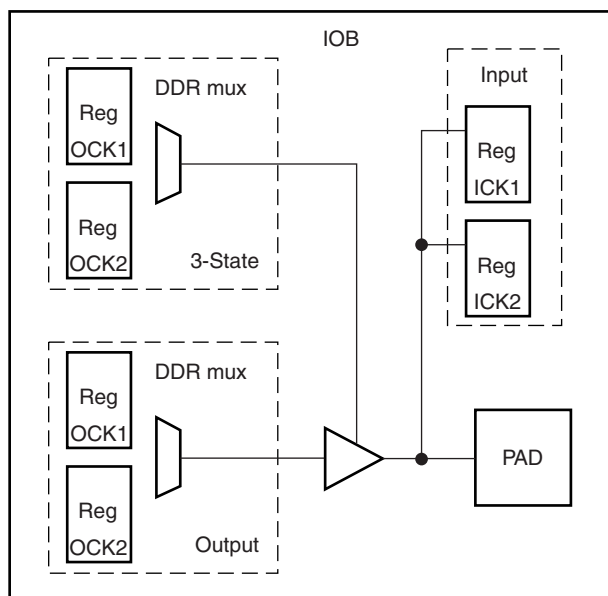 IOB
DDR mux
Reg
OCK1
Reg
OCK2
3-State
Input
Reg
ICK1
Reg
ICK2
DDR mux
Reg
OCK1
Reg
OCK2
Output
PAD